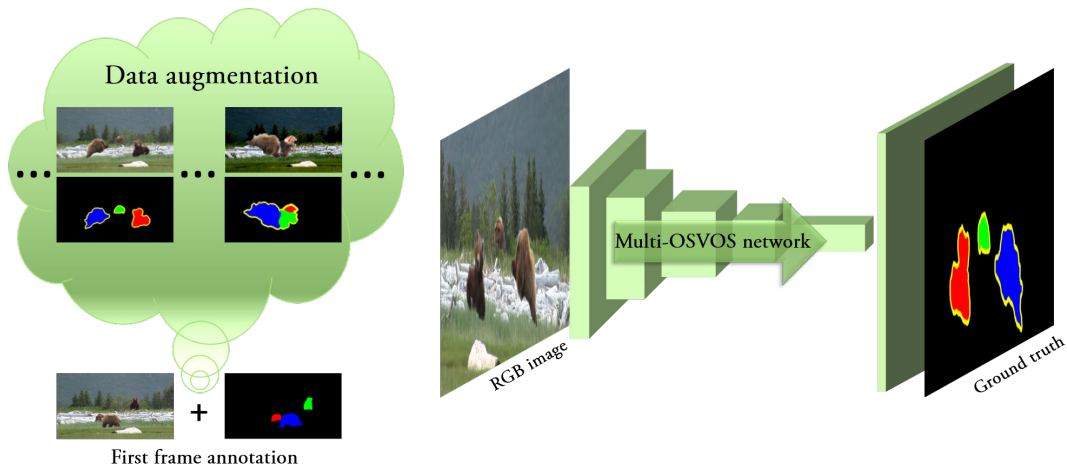 Data augmentation
... ... ...
+
First frame annotation
RGB image
Multi-OSVOS network
Ground truth